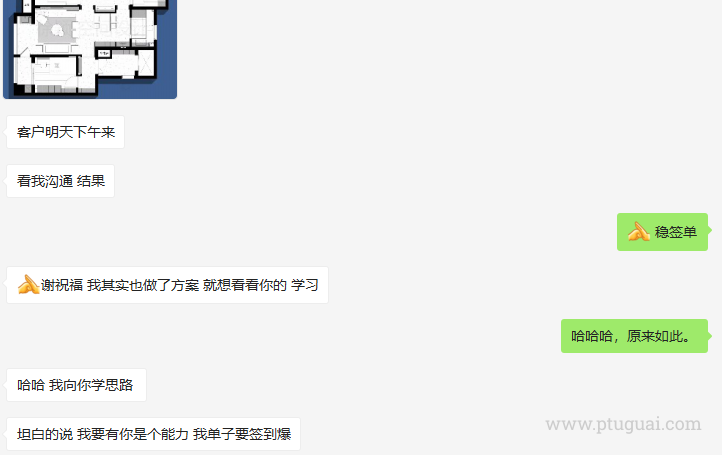 客户明天下午来
看我沟通 结果
稳签单
谢祝福 我其实也做了方案 就想看看你的 学习
哈哈哈，原来如此。
哈哈 我向你学思路
坦白的说 我要有你是个能力 我单子要签到爆
www.ptuguai.com